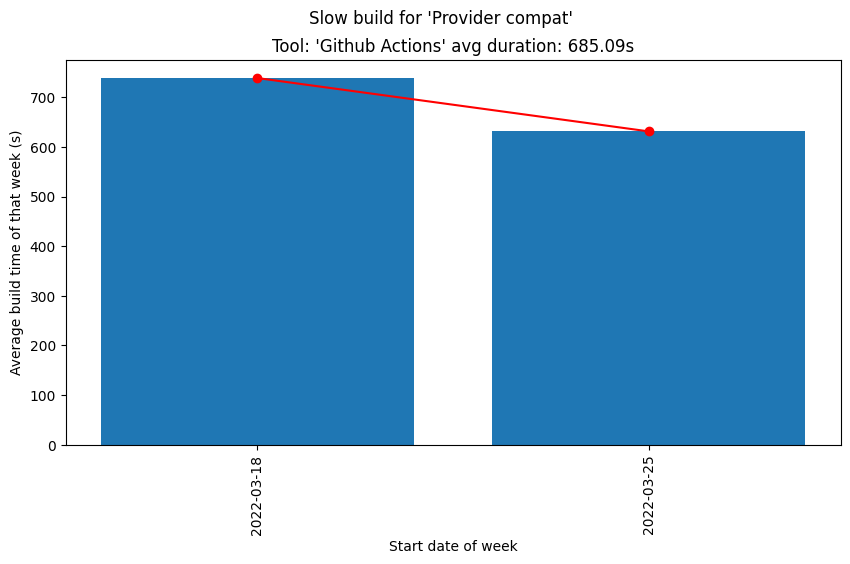 Slow build for 'Provider compat'
Tool: 'Github Actions' avg duration: 685.09s
Average build time of that week (s)
700
600
500
400
300
200
100
0
2022-03-18
2022-03-25
Start date of week